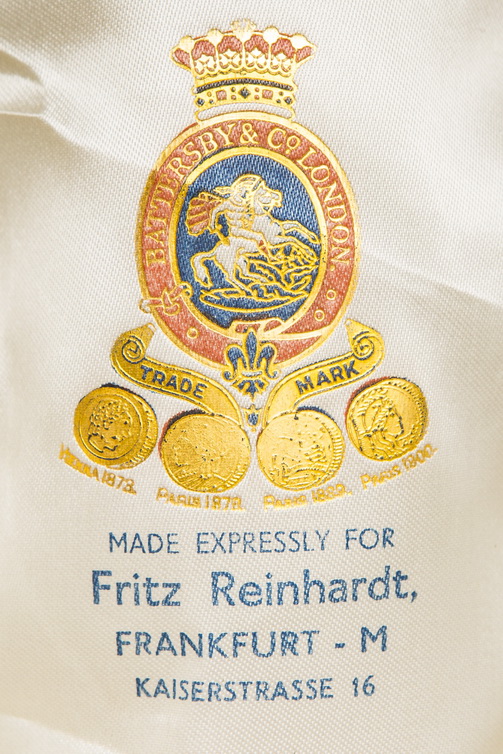 BATTERSBY & CO. LONDON.
TRADE MARK
VIENNA 1873. PARIS 1878. PARIS 1889. PARIS 1900.
MADE EXPRESSLY FOR
Fritz Reinhardt,
FRANKFURT - M
KAISERSTRASSE 16